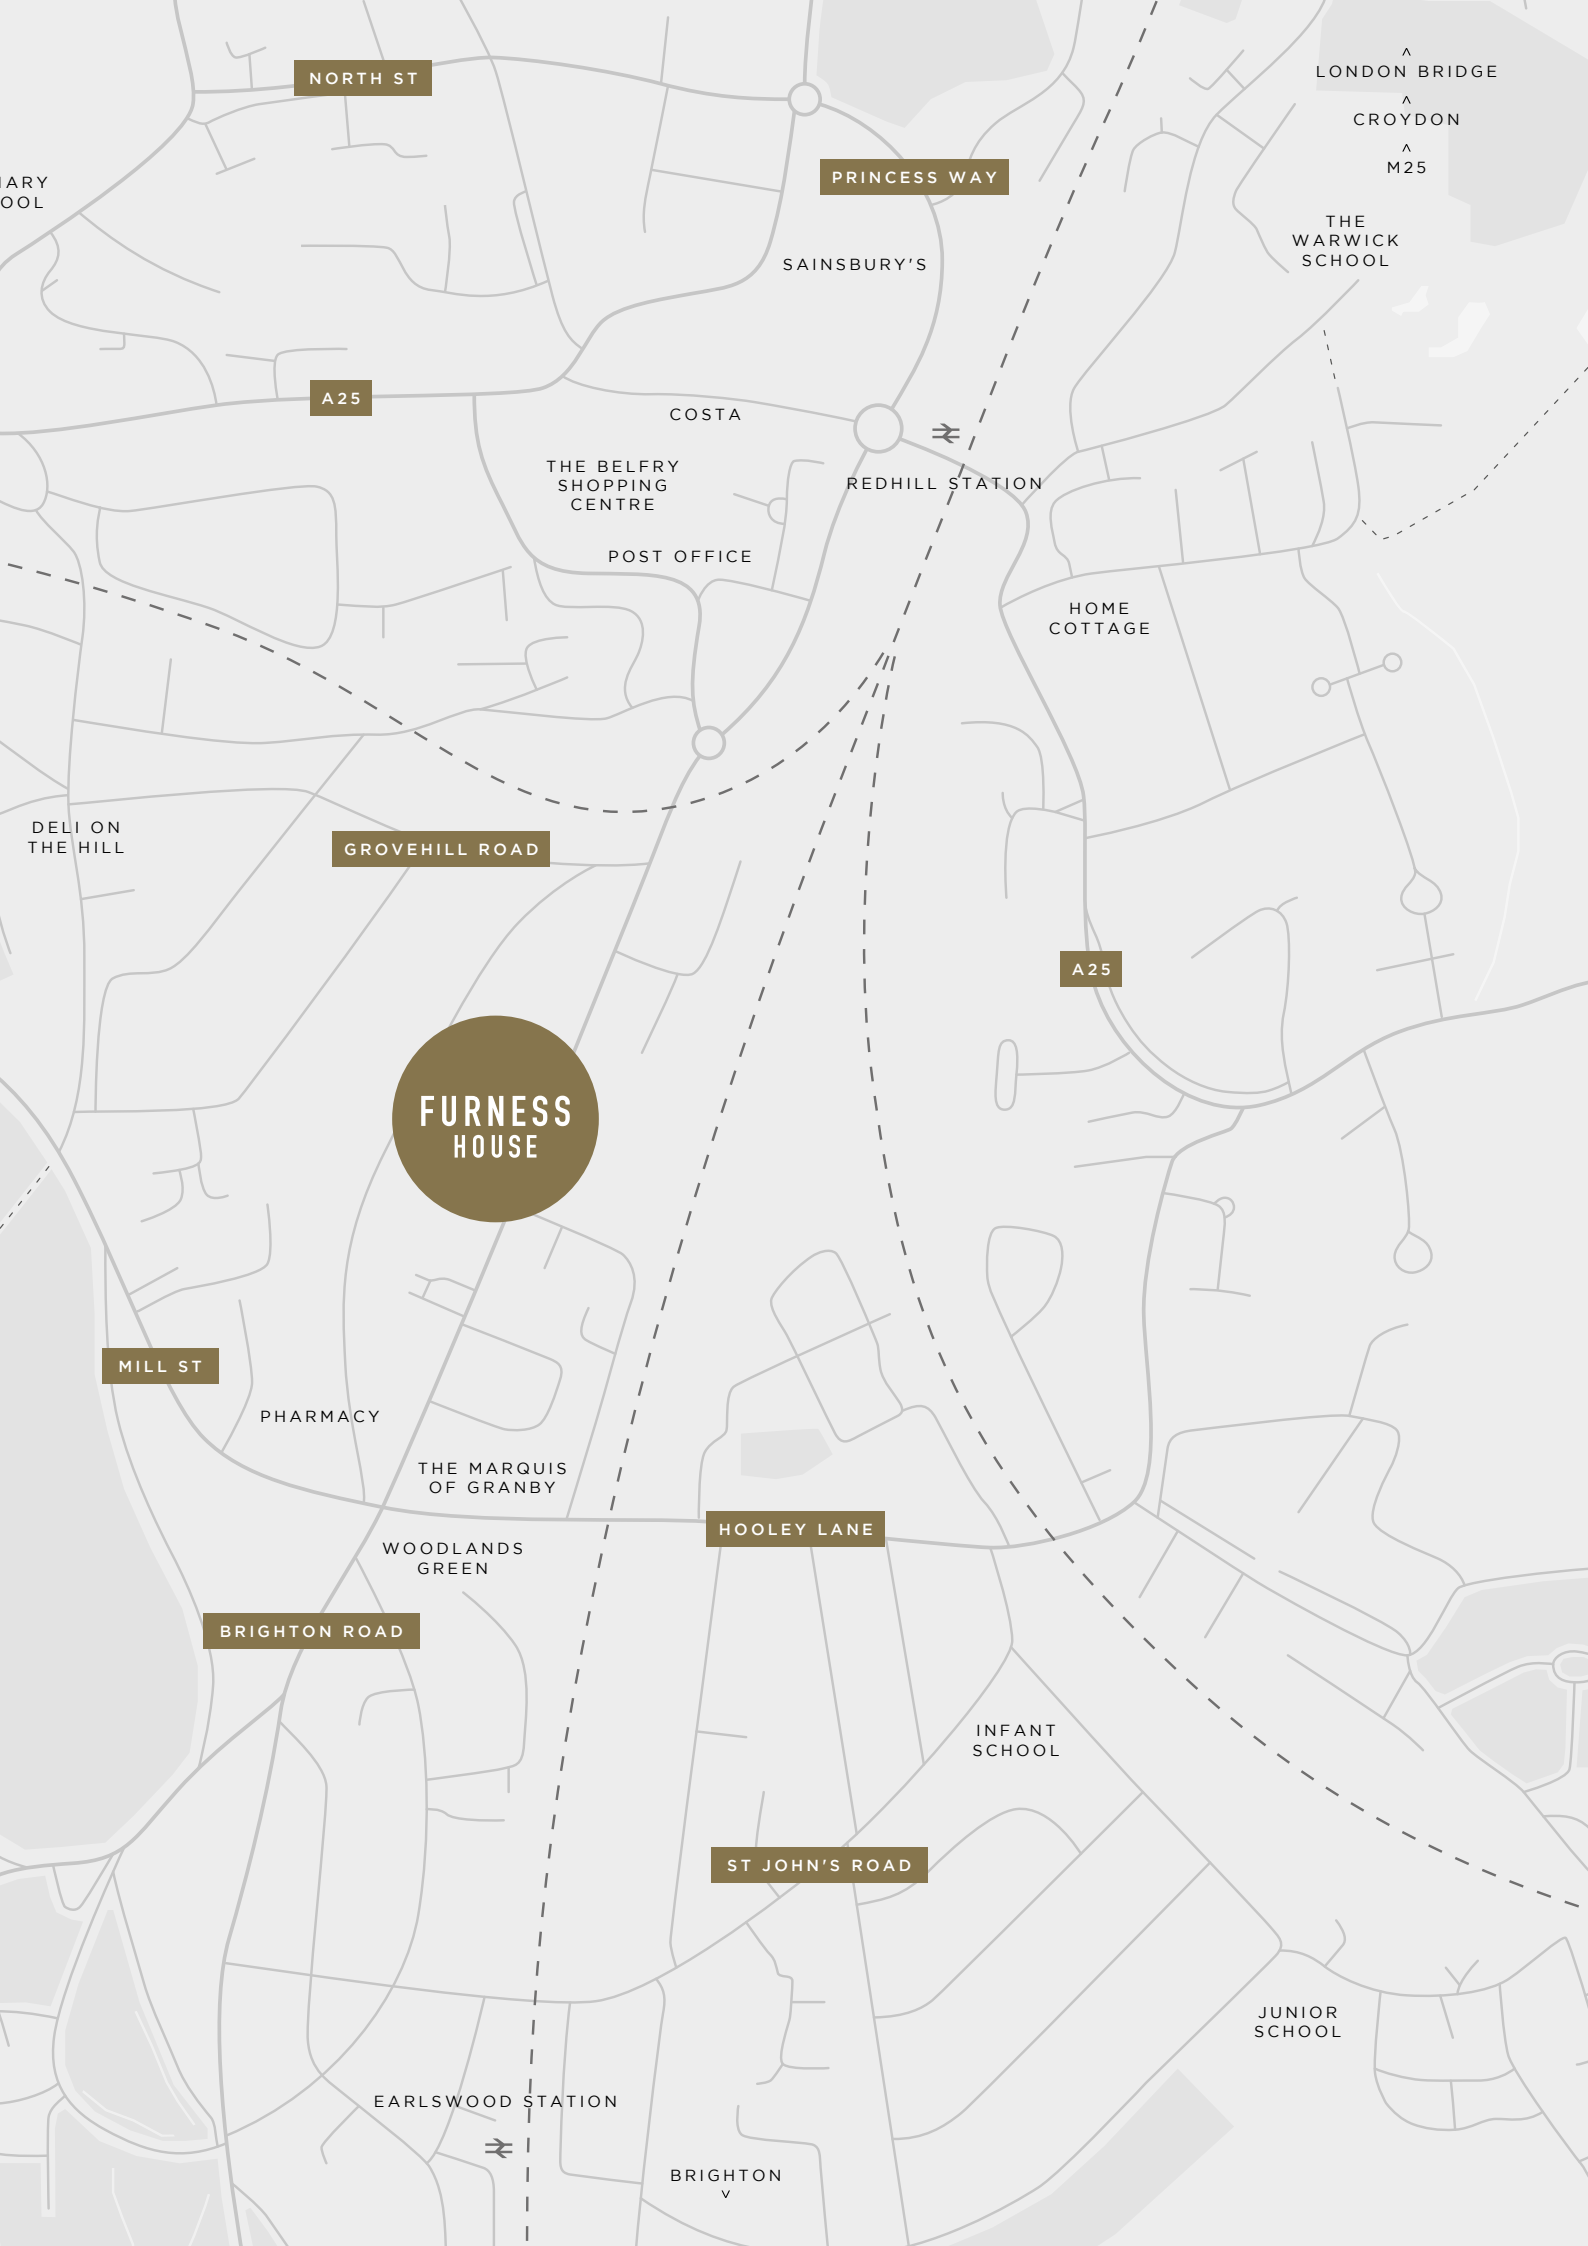 NORTH ST
^
LONDON BRIDGE
^
CROYDON
^
M25
PRINCESS WAY
ARY
OOL
THE
WARWICK
SCHOOL
SAINSBURY'S
A25
COSTA
THE BELFRY
SHOPPING
CENTRE
REDHILL STATION
POST OFFICE
HOME
COTTAGE
DELI ON
THE HILL
GROVEHILL ROAD
A25
FURNESS
HOUSE
MILL ST
PHARMACY
THE MARQUIS
OF GRANBY
HOOLEY LANE
WOODLANDS
GREEN
BRIGHTON ROAD
INFANT
SCHOOL
ST JOHN'S ROAD
JUNIOR
SCHOOL
EARLSWOOD STATION
BRIGHTON
v